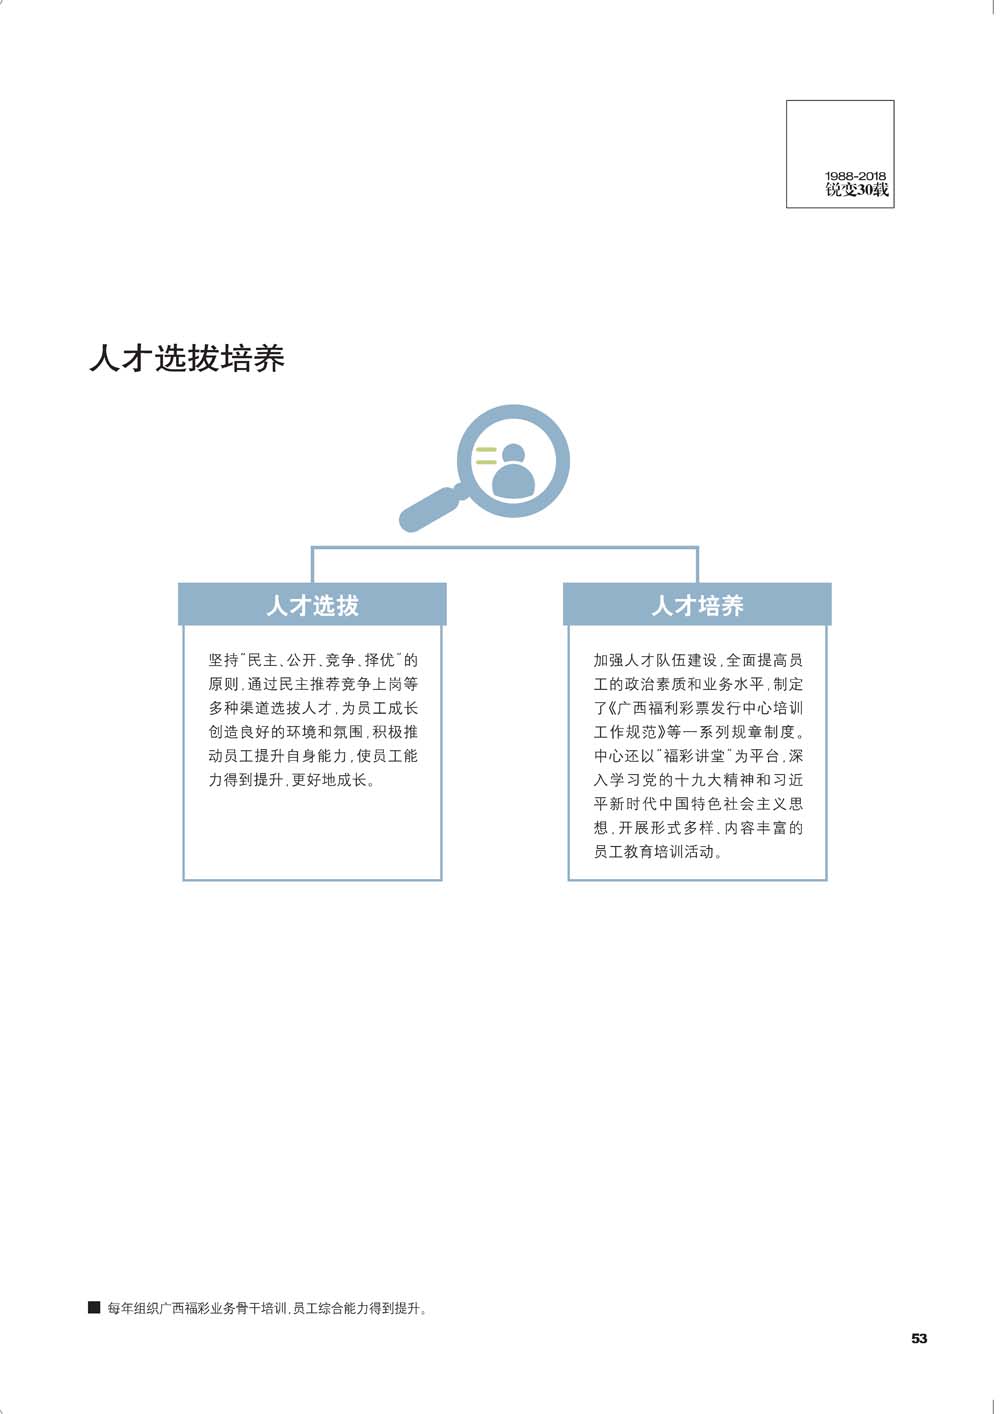 1988-2018
锐变30载
人才选拔培养
人才选拔
坚持“民主、公开、竞争、择优”的
原则,通过民主推荐竞争上岗等
多种渠道选拔人才,为员工成长
创造良好的环境和氛围,积极推
动员工提升自身能力,使员工能
力得到提升,更好地成长。
人才培养
加强人才队伍建设,全面提高员
工的政治素质和业务水平,制定
了《广西福利彩票发行中心培训
工作规范》等一系列规章制度。
中心还以“福彩讲堂”为平台,深
入学习党的十九大精神和习近
平新时代中国特色社会主义思
想,开展形式多样、内容丰富的
员工教育培训活动。
每年组织广西福彩业务骨干培训,员工综合能力得到提升。
53